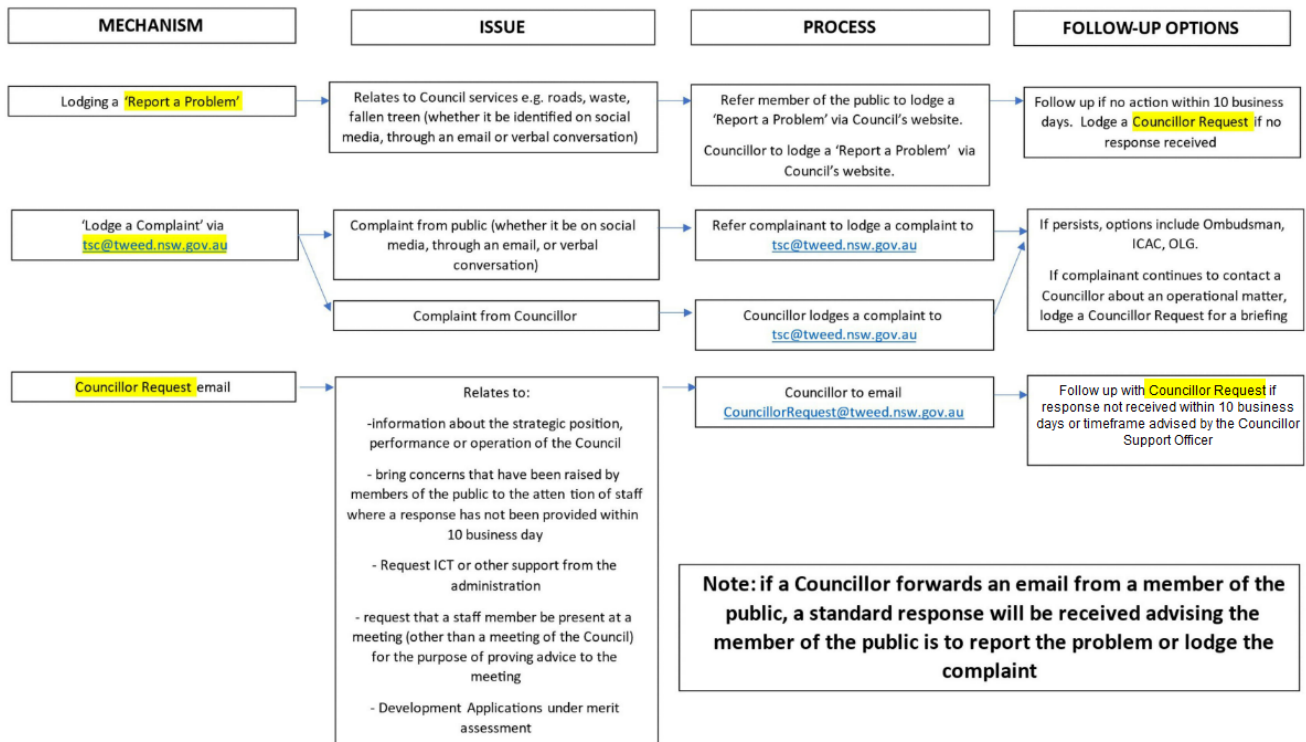 MECHANISM
ISSUE
PROCESS
FOLLOW-UP OPTIONS
Lodging a ‘Report a Problem’
Relates to Council services e.g. roads, waste,
fallen treen (whether it be identified on social
media, through an email or verbal conversation)
Refer member of the public to lodge a
‘Report a Problem’ via Council’s website.
Councillor to lodge a ‘Report a Problem’ via
Council’s website.
Follow up if no action within 10 business
days. Lodge a Councillor Request if no
response received
‘Lodge a Complaint’ via
tsc@tweed.nsw.gov.au
Complaint from public (whether it be on social
media, through an email, or verbal
conversation)
Refer complainant to lodge a complaint to
tsc@tweed.nsw.gov.au
If persists, options include Ombudsman,
ICAC, OLG.
If complainant continues to contact a
Councillor about an operational matter,
lodge a Councillor Request for a briefing
Complaint from Councillor
Councillor lodges a complaint to
tsc@tweed.nsw.gov.au
Councillor Request email
Relates to:
-information about the strategic position,
performance or operation of the Council
- bring concerns that have been raised by
members of the public to the atten tion of staff
where a response has not been provided within
10 business day
- Request ICT or other support from the
administration
- request that a staff member be present at a
meeting (other than a meeting of the Council)
for the purpose of proving advice to the
meeting
- Development Applications under merit
assessment
Councillor to email
CouncillorRequest@tweed.nsw.gov.au
Follow up with Councillor Request if
response not received within 10 business
days or timeframe advised by the Councillor
Support Officer
Note: if a Councillor forwards an email from a member of the
public, a standard response will be received advising the
member of the public is to report the problem or lodge the
complaint